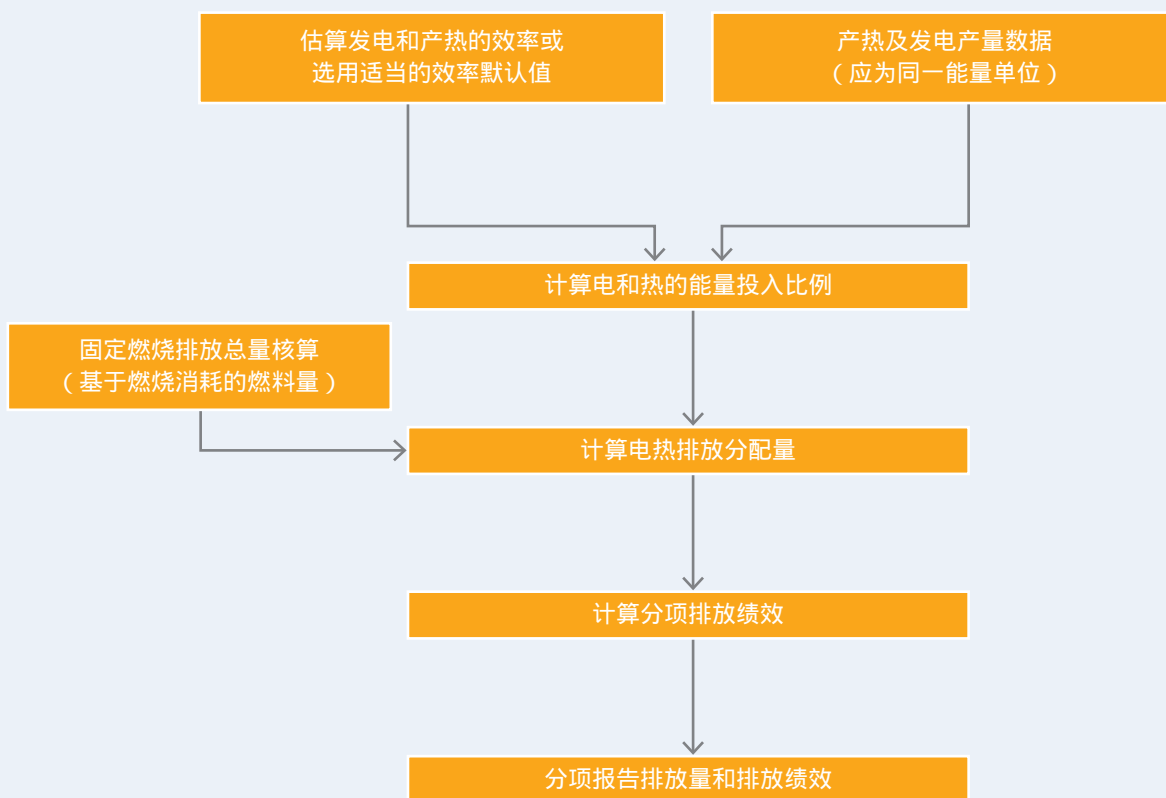 估算发电和产热的效率或
选用适当的效率默认值
产热及发电产量数据
（应为同一能量单位）
计算电和热的能量投入比例
固定燃烧排放总量核算
（基于燃烧消耗的燃料量）
计算电热排放分配量
计算分项排放绩效
分项报告排放量和排放绩效